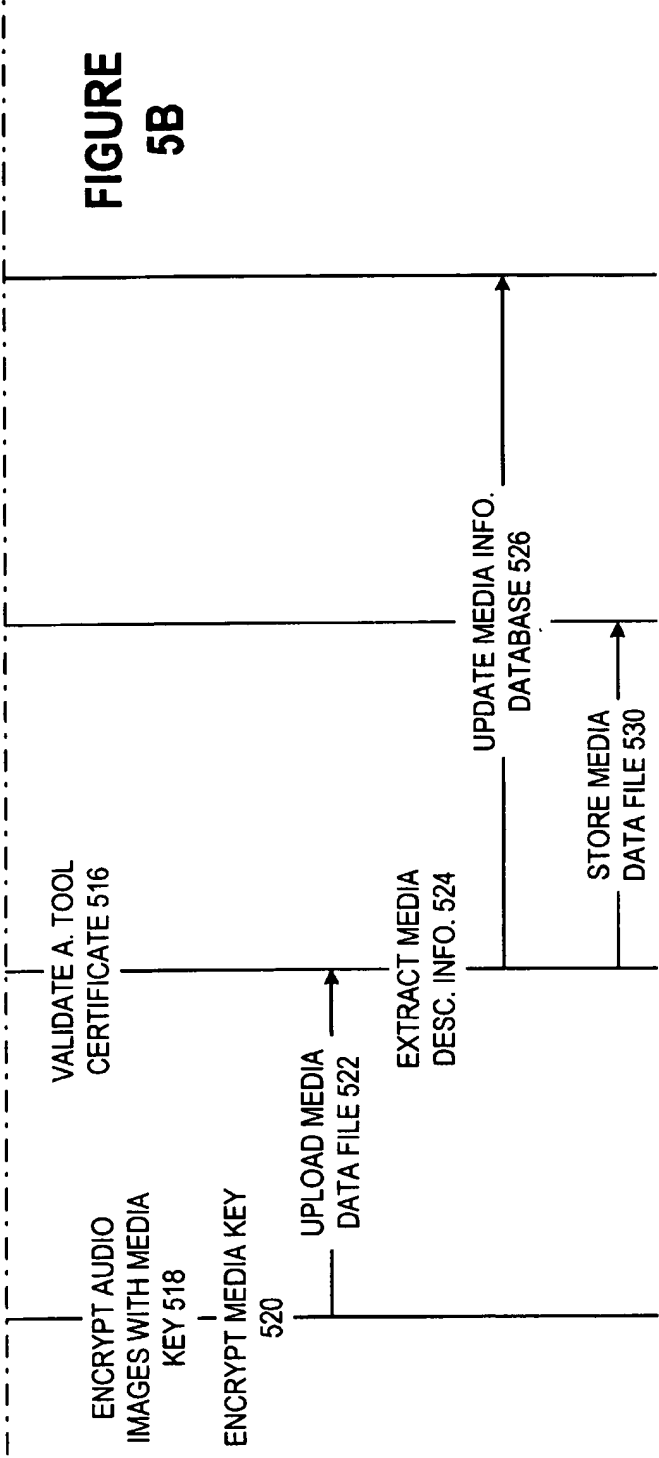 FIGURE
5B
VALIDATE A. TOOL
CERTIFICATE 516
ENCRYPT AUDIO
IMAGES WITH MEDIA
KEY 518
ENCRYPT MEDIA KEY
520
UPLOAD MEDIA
DATA FILE 522
EXTRACT MEDIA
DESC. INFO. 524
UPDATE MEDIA INFO.
DATABASE 526
STORE MEDIA
DATA FILE 530